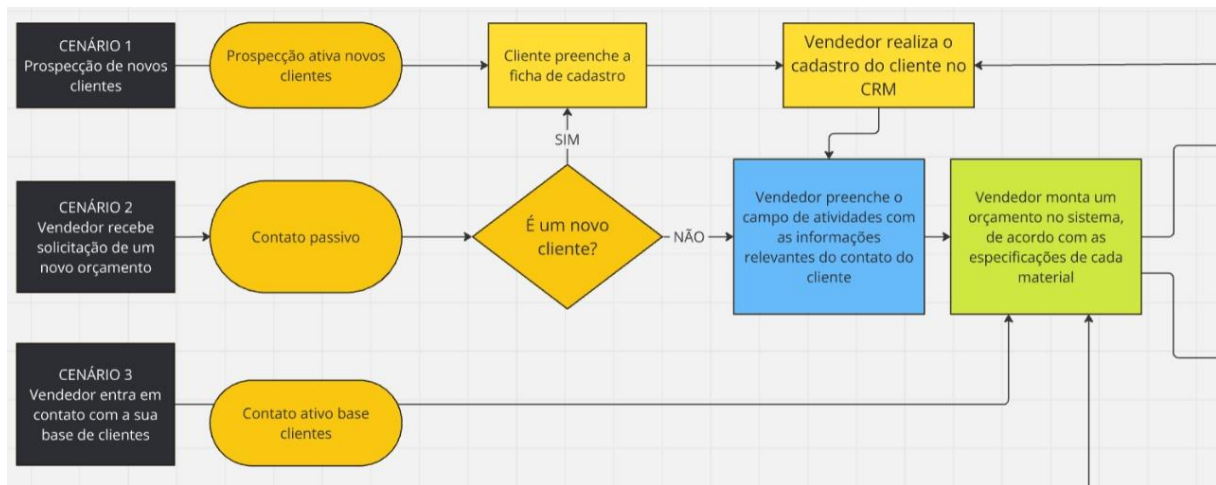 CENÁRIO 1
Prospecção de novos
clientes
Prospecção ativa novos
clientes
Cliente preenche a
ficha de cadastro
Vendedor realiza o
cadastro do cliente no
CRM
SIM
CENÁRIO 2
Vendedor recebe
solicitação de um
novo orçamento
Contato passivo
É um novo
cliente?
NÃO
Vendedor preenche o
campo de atividades com
as informações
relevantes do contato do
cliente
Vendedor monta um
orçamento no sistema,
de acordo com as
especificações de cada
material
CENÁRIO 3
Vendedor entra em
contato com a sua
base de clientes
Contato ativo base
clientes